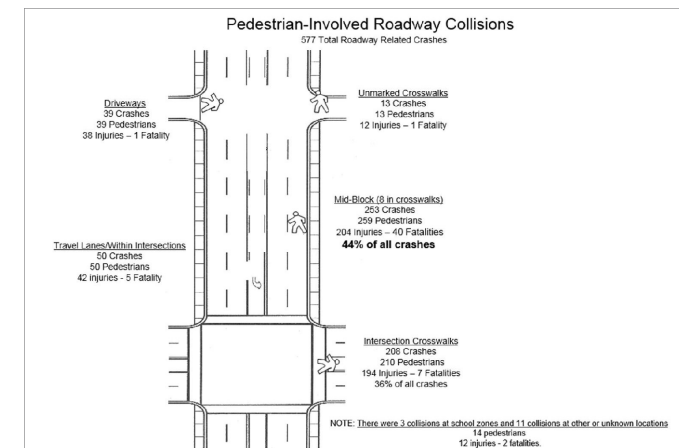 Pedestrian-Involved Roadway Collisions
577 Total Roadway Related Crashes
Driveways
39 Crashes
39 Pedestrians
38 Injuries – 1 Fatality
Unmarked Crosswalks
13 Crashes
13 Pedestrians
12 Injuries – 1 Fatality
Mid-Block (8 in crosswalks)
253 Crashes
259 Pedestrians
204 Injuries – 40 Fatalities
44% of all crashes
Travel Lanes/Within Intersections
50 Crashes
50 Pedestrians
42 injuries - 5 Fatality
Intersection Crosswalks
208 Crashes
210 Pedestrians
194 Injuries – 7 Fatalities
36% of all crashes
NOTE: There were 3 collisions at school zones and 11 collisions at other or unknown locations
14 pedestrians
12 injuries - 2 fatalities.